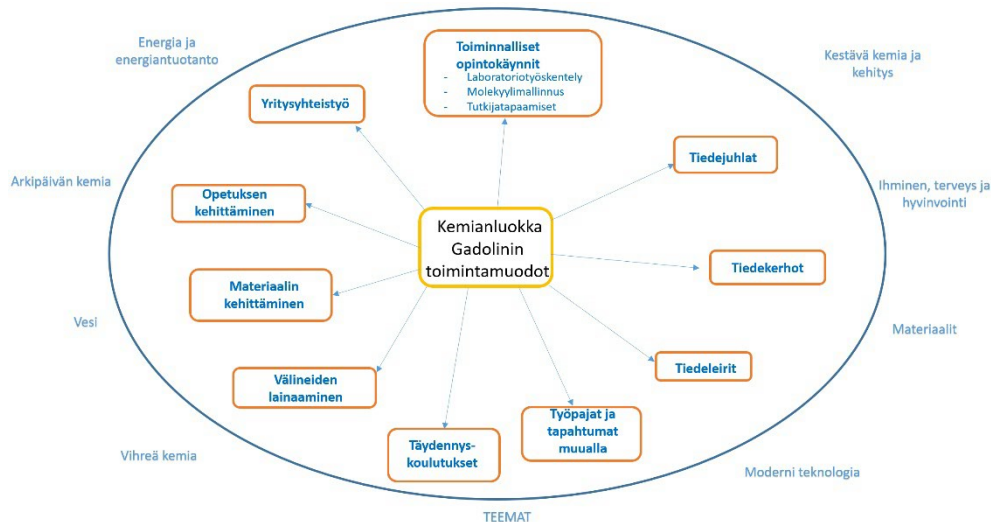 Energia ja
energiantuotanto
Toiminnalliset
opintokäynnit
- Laboratoriotyöskentely
- Molekyylimallinnus
- Tutkijatapaamiset
Kestävä kemia ja
kehitys
Yritysyhteistyö
Tiedejuhlat
Arkipäivän kemia
Opetuksen
kehittäminen
Ihminen, terveys ja
hyvinvointi
Kemianluokka
Gadolinin
toimintamuodot
Tiedekerhot
Materiaalin
kehittäminen
Vesi
Materiaalit
Välineiden
lainaaminen
Tiedeleirit
Työpajat ja
tapahtumat
muualla
Täydennys-
koulutukset
Vihreä kemia
Moderni teknologia
TEEMAT